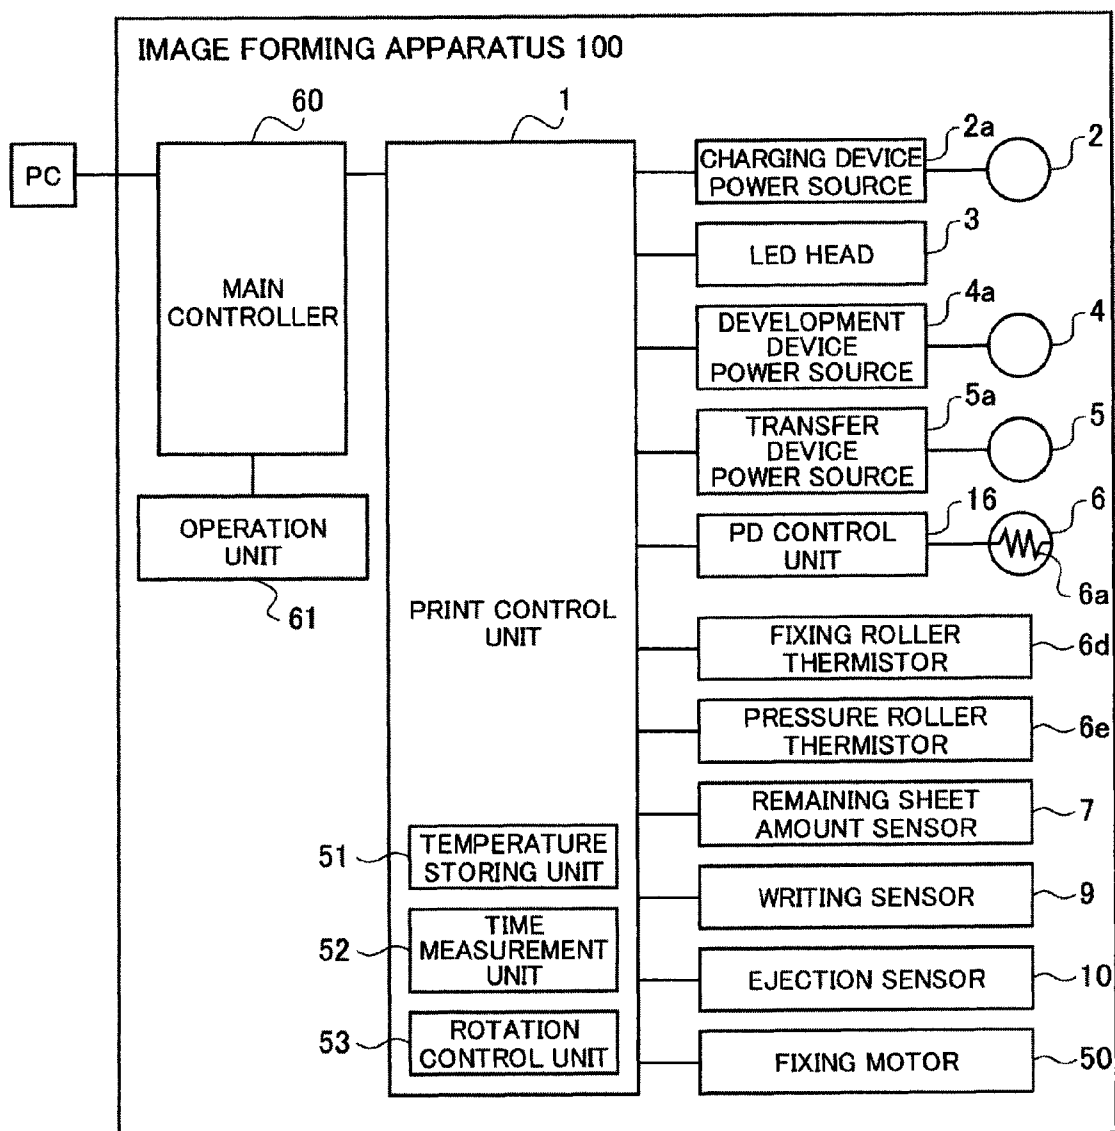 IMAGE FORMING APPARATUS 100
60
1
2a
2
PC
CHARGING DEVICE
POWER SOURCE
3
LED HEAD
MAIN
CONTROLLER
4a
4
DEVELOPMENT
DEVICE
POWER SOURCE
5a
5
TRANSFER
DEVICE
POWER SOURCE
16
6
OPERATION
UNIT
PD CONTROL
UNIT
6a
61
PRINT CONTROL
UNIT
FIXING ROLLER
THERMISTOR
6d
PRESSURE ROLLER
THERMISTOR
6e
REMAINING SHEET
AMOUNT SENSOR
7
51
TEMPERATURE
STORING UNIT
WRITING SENSOR
9
52
TIME
MEASUREMENT
UNIT
EJECTION SENSOR
10
53
ROTATION
CONTROL UNIT
FIXING MOTOR
50